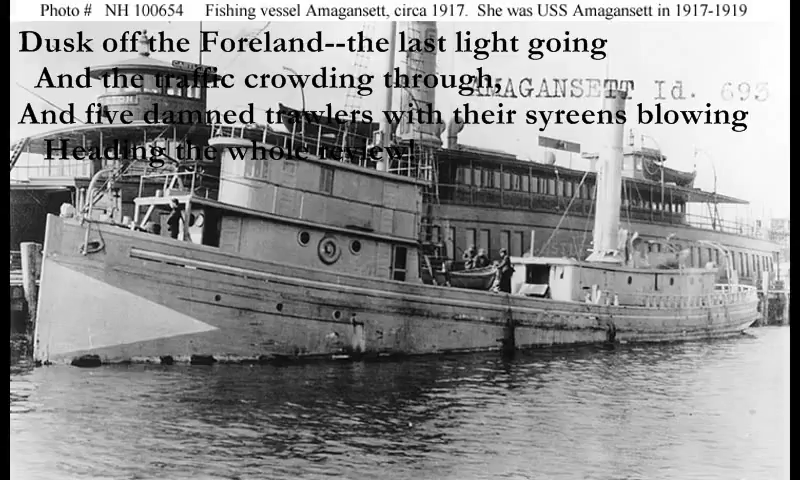 Photo # NH 100654 Fishing vessel Amagansett, circa 1917. She was USS Amagansett in 1917-1919
Dusk off the Foreland--the last light going
And the traffic crowding through,
AMAGANSETT Id. 693
And five damned trawlers with their syreens blowing
Heading the whole review!